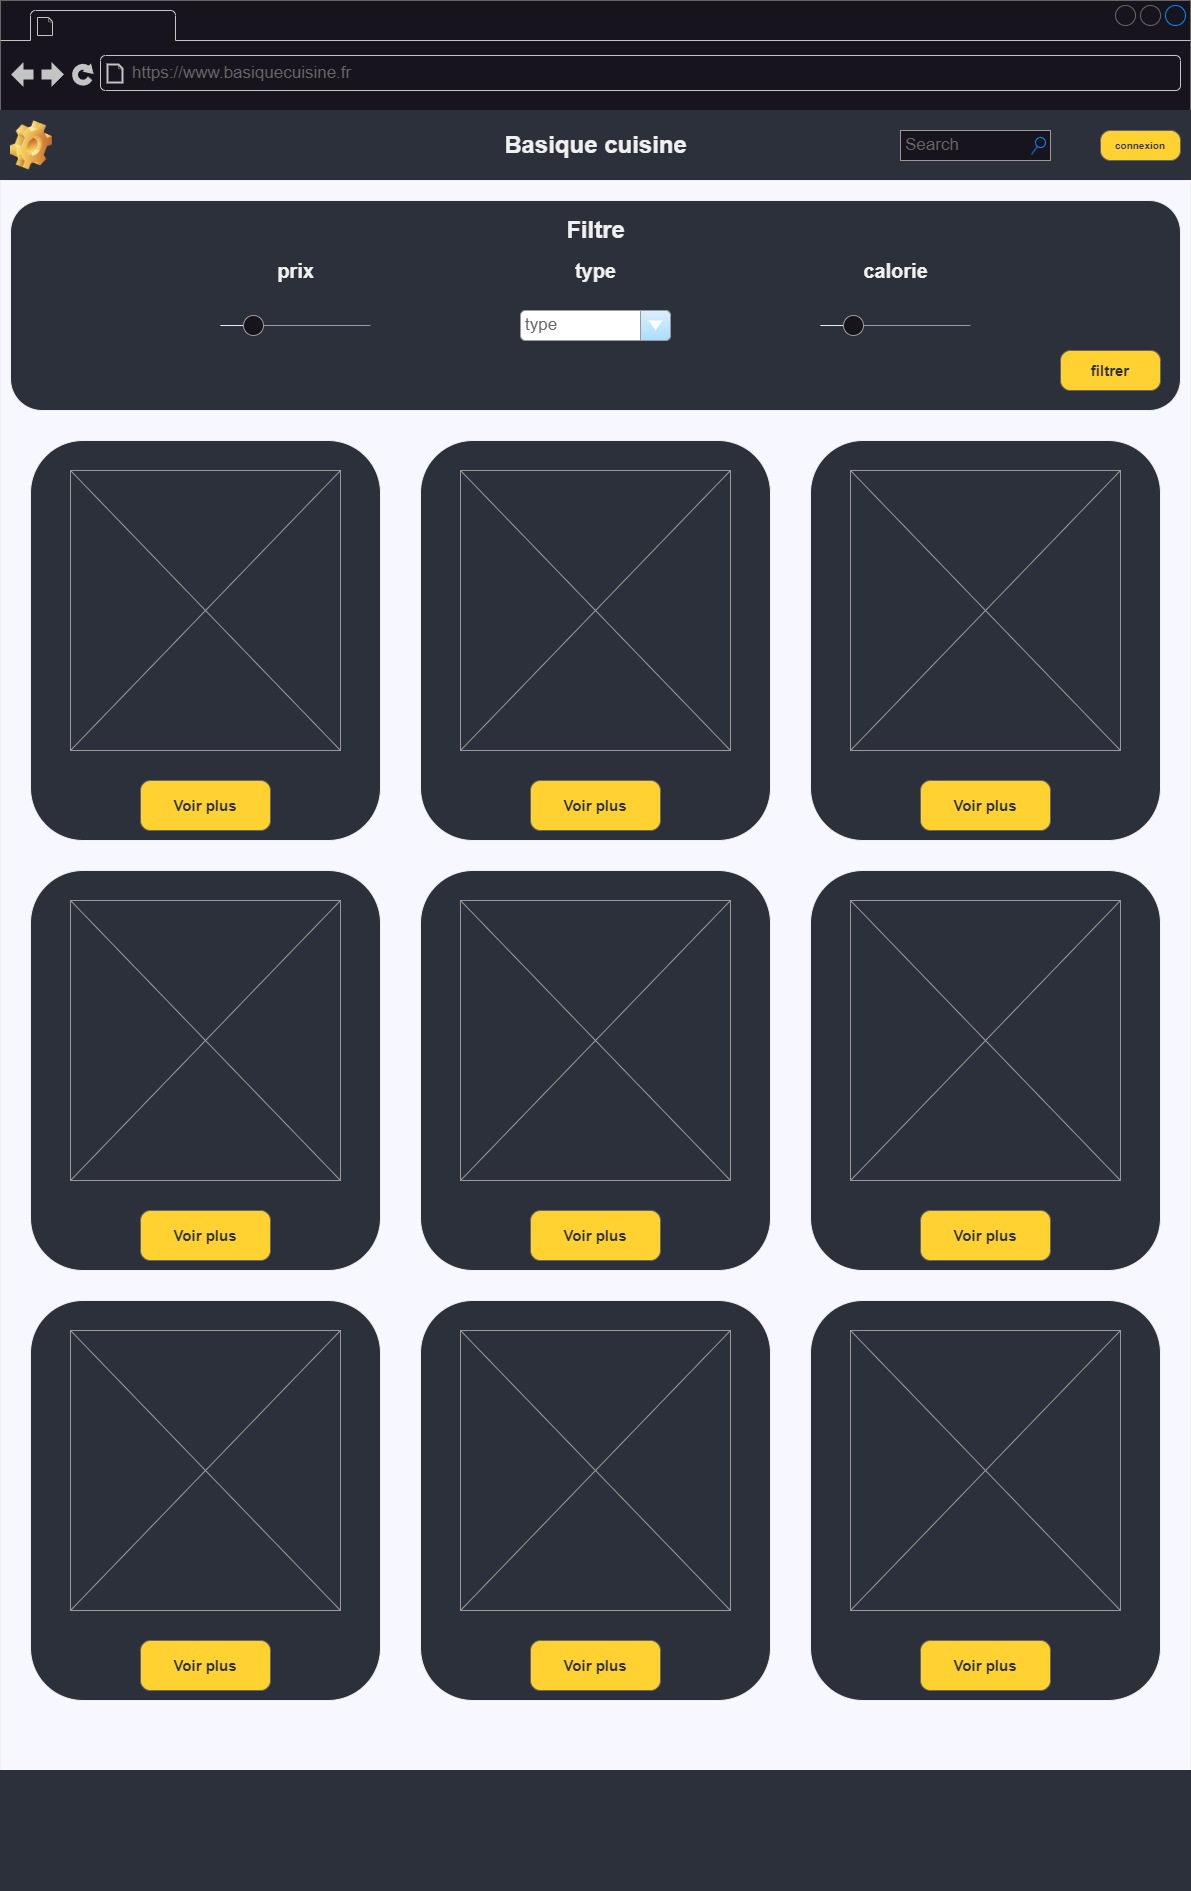 https://www.basiquecuisine.fr
Basique cuisine
Search
connexion
Filtre
prix
type
calorie
type
filtrer
Voir plus
Voir plus
Voir plus
Voir plus
Voir plus
Voir plus
Voir plus
Voir plus
Voir plus